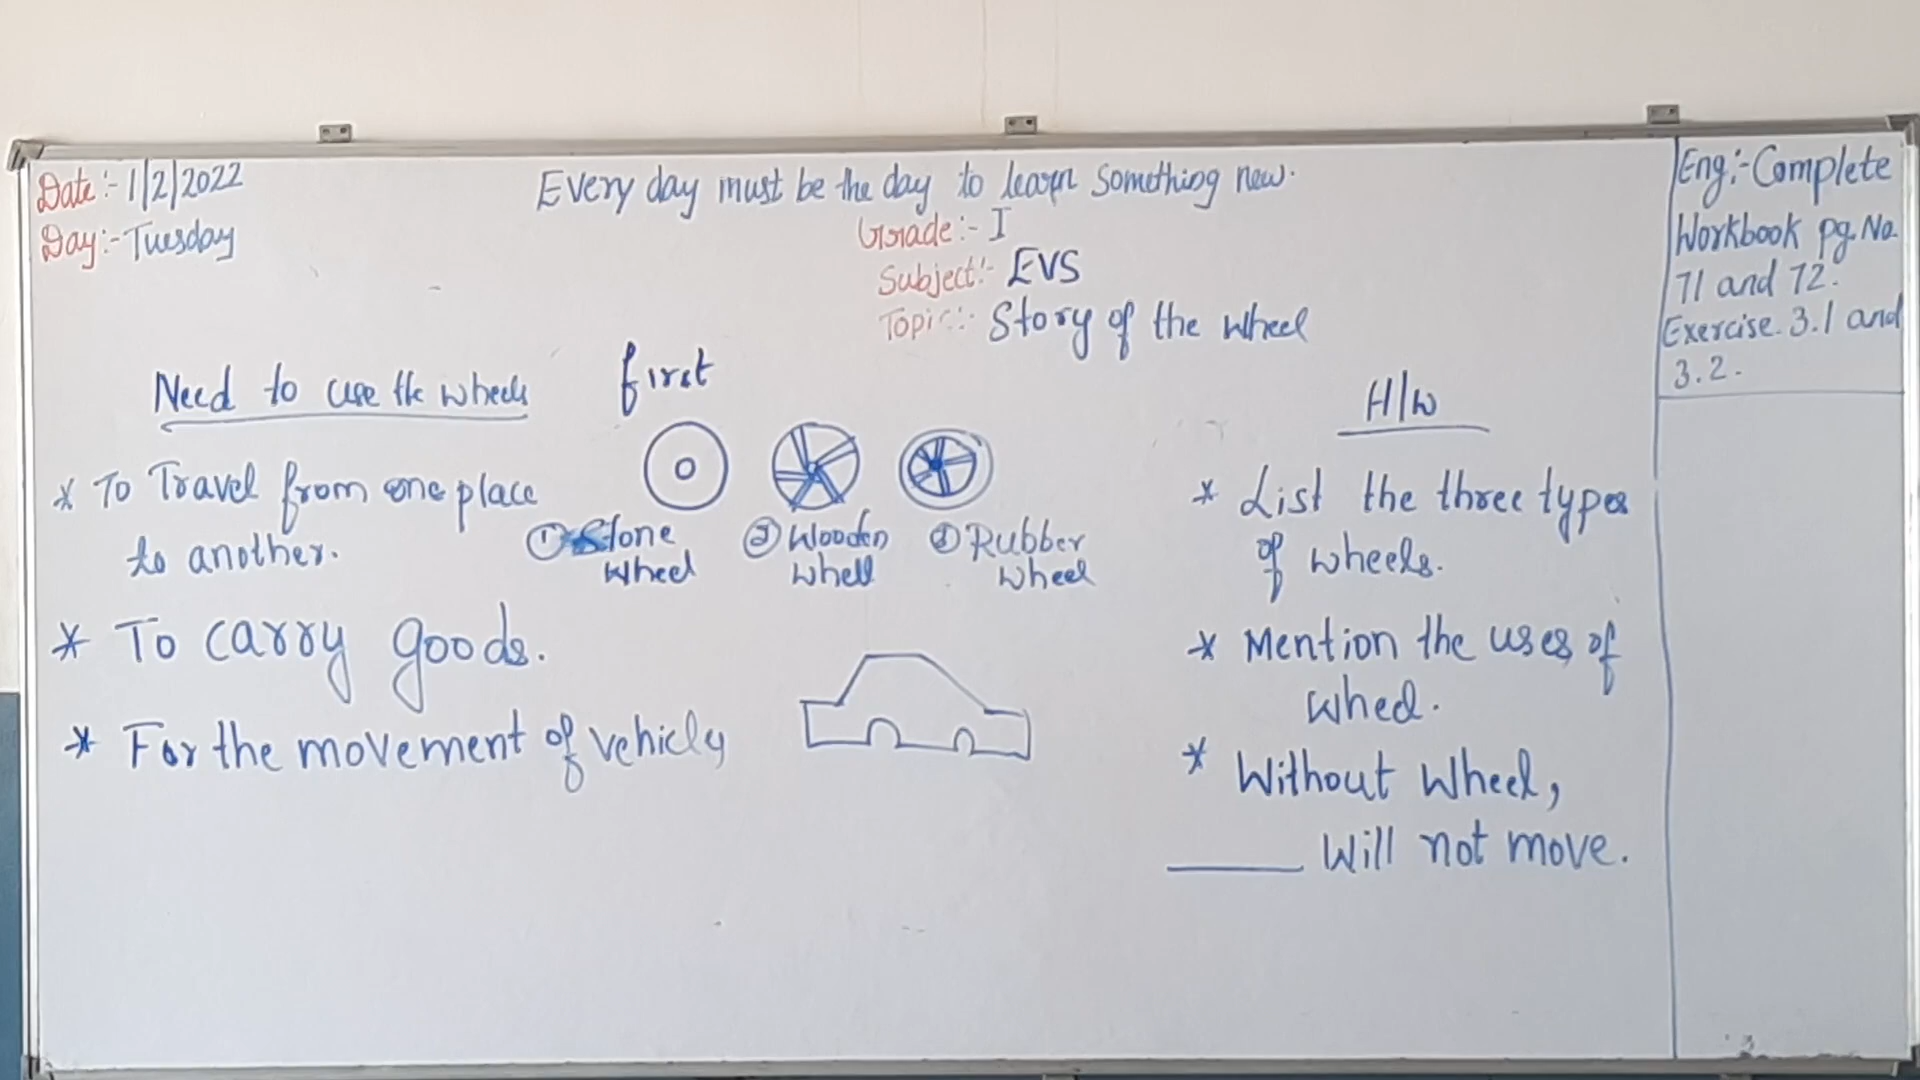 Date:- 1/2/2022
Day:- Tuesday
Every day must be the day to learn something new.
Grade:- I
Subject:- EVS
Topic:- Story of the wheel
Need to use the wheels
* To Travel from one place
to another.
* To carry goods.
* For the movement of vehicly
first
① Stone
Wheel
② Wooden
Whell
③ Rubber
Wheel
H/W
* List the three types
of wheels.
* Mention the uses of
wheel.
* Without Wheel,
______ Will not move.
Eng:- Complete
Workbook pg. No.
71 and 72.
Exercise. 3.1 and
3.2.